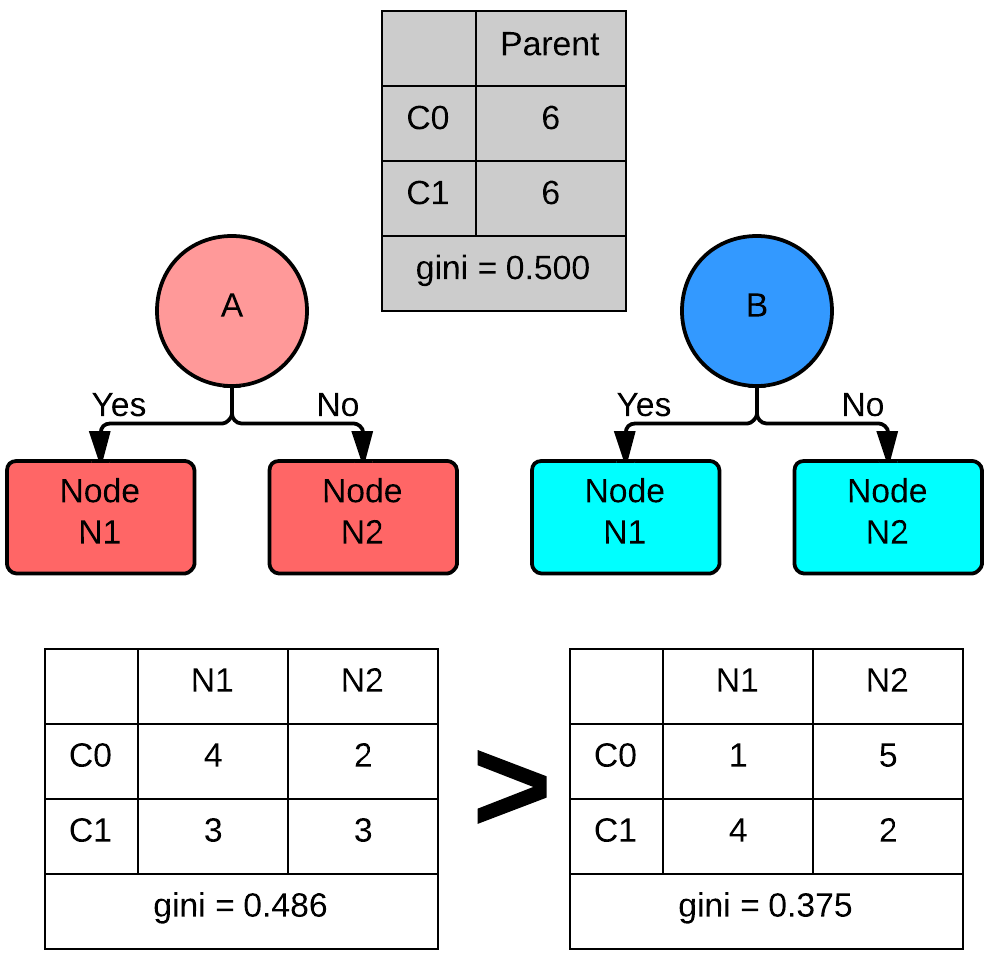 Parent
C0 6
C1 6
gini = 0.500
A
B
Yes No
Yes No
Node
N1
Node
N2
Node
N1
Node
N2
N1 N2
C0 4 2
C1 3 3
gini = 0.486
>
N1 N2
C0 1 5
C1 4 2
gini = 0.375